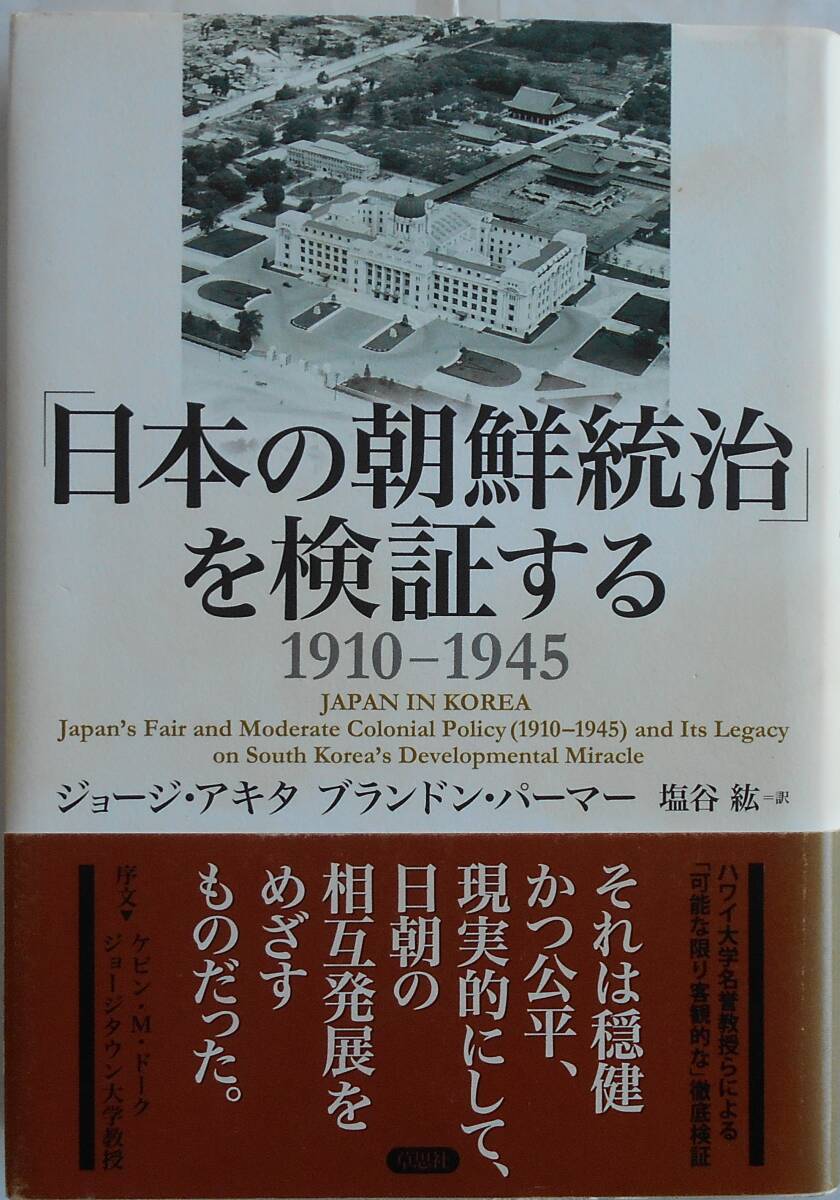 「日本の朝鮮統治」
を検証する
1910–1945
JAPAN IN KOREA
Japan's Fair and Moderate Colonial Policy (1910–1945) and Its Legacy
on South Korea's Developmental Miracle
ジョージ・アキタ ブランドン・パーマー 塩谷 紘=訳
ハワイ大学名誉教授らによる
「可能な限り客観的な」徹底検証
それは穏健
かつ公平、
現実的にして、
日朝の
相互発展を
めざす
ものだった。
序文▼ケビン・M・ドーク
ジョージタウン大学教授
草思社